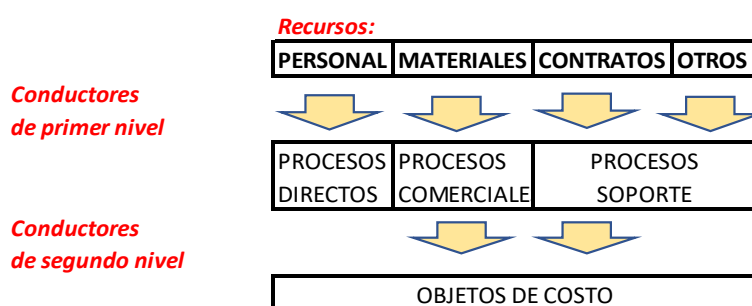 Recursos:
PERSONAL MATERIALES CONTRATOS OTROS
Conductores
de primer nivel
PROCESOS PROCESOS PROCESOS
DIRECTOS COMERCIALE SOPORTE
Conductores
de segundo nivel
OBJETOS DE COSTO